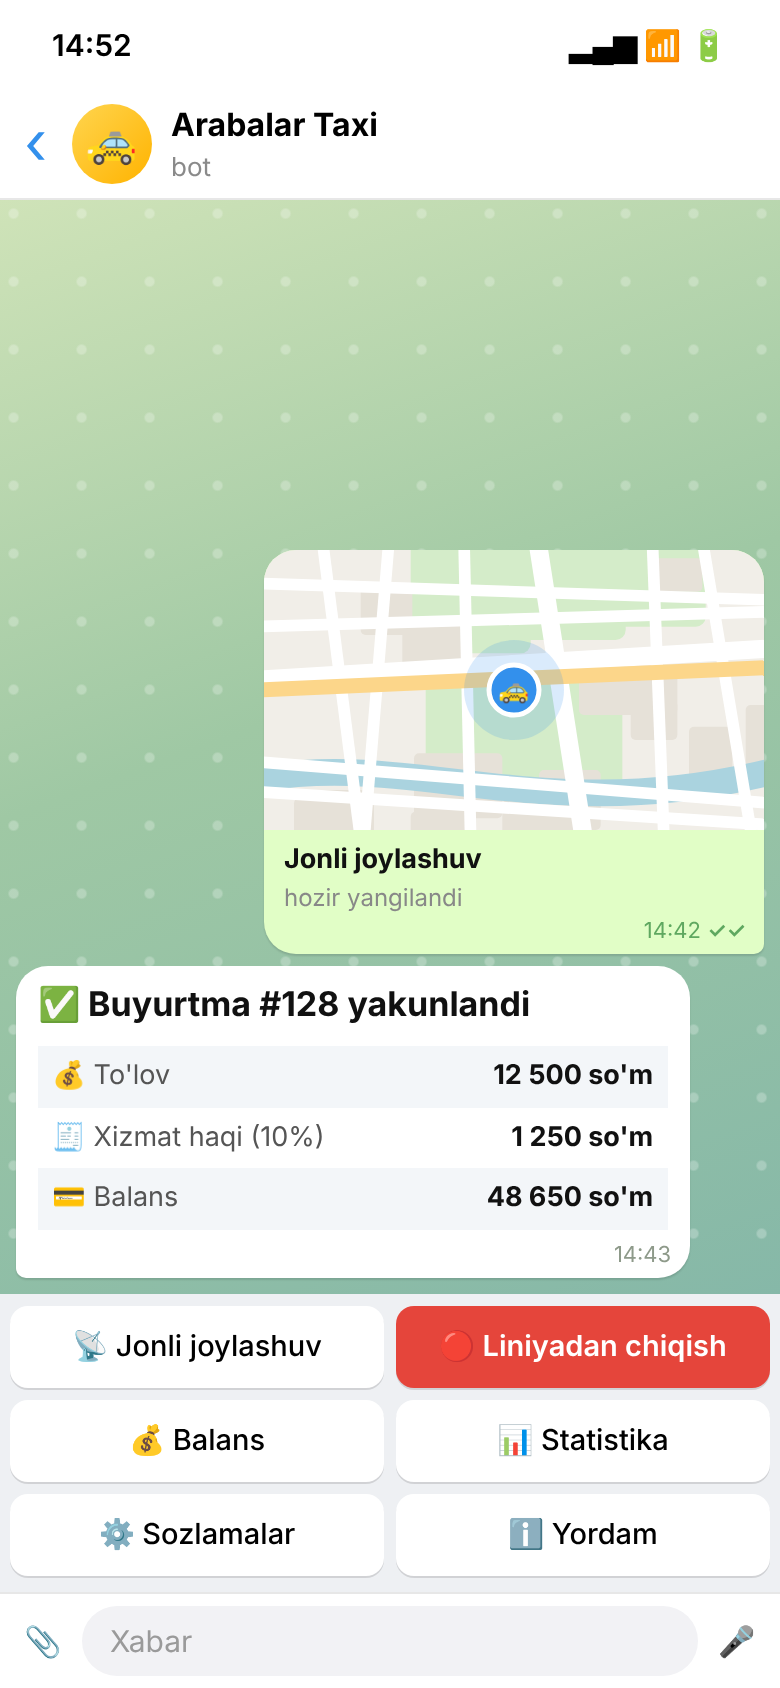 14:52
Arabalar Taxi
bot
Jonli joylashuv
hozir yangilandi
14:42
✅ Buyurtma #128 yakunlandi
💰 To'lov 12 500 so'm
🧾 Xizmat haqi (10%) 1 250 so'm
💳 Balans 48 650 so'm
14:43
📡 Jonli joylashuv
🔴 Liniyadan chiqish
💰 Balans
📊 Statistika
⚙️ Sozlamalar
ℹ️ Yordam
Xabar